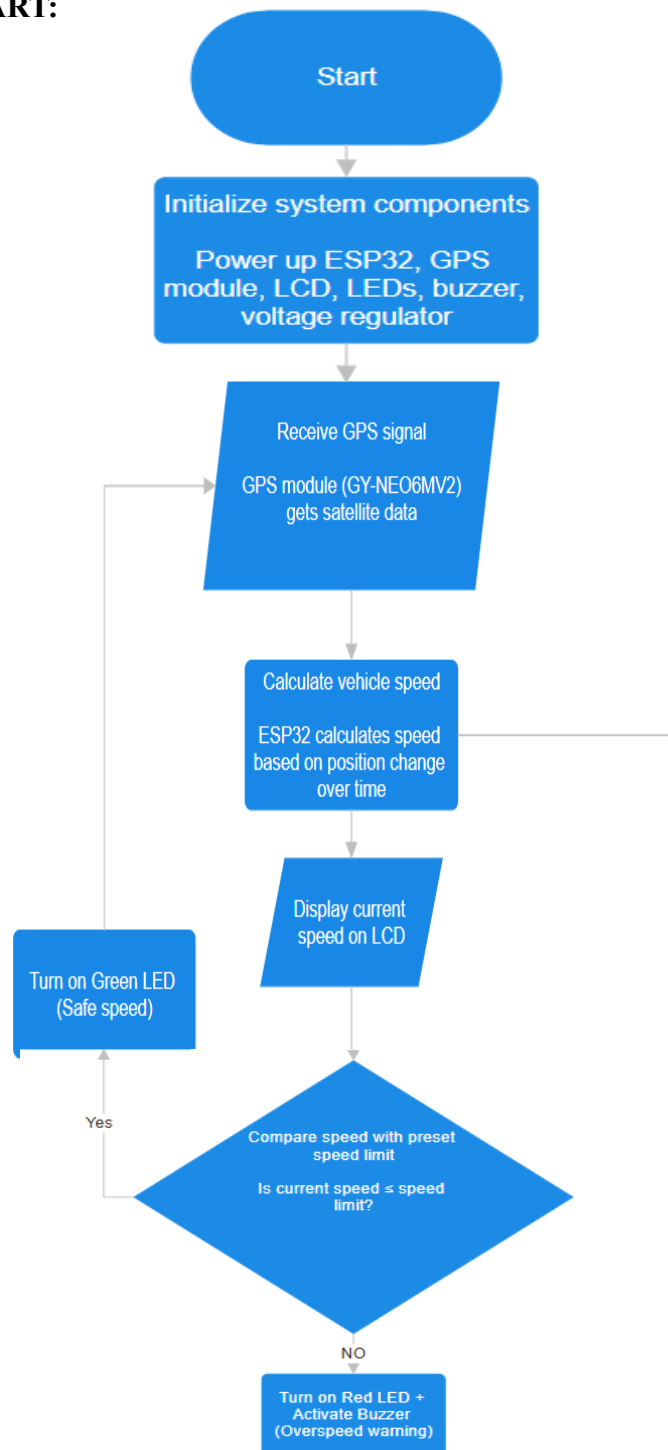 ART:
Start
Initialize system components
Power up ESP32, GPS
module, LCD, LEDs, buzzer,
voltage regulator
Receive GPS signal
GPS module (GY-NEO6MV2)
gets satellite data
Calculate vehicle speed
ESP32 calculates speed
based on position change
over time
Display current
speed on LCD
Turn on Green LED
(Safe speed)
Yes
Compare speed with preset
speed limit
Is current speed ≤ speed
limit?
NO
Turn on Red LED +
Activate Buzzer
(Overspeed warning)